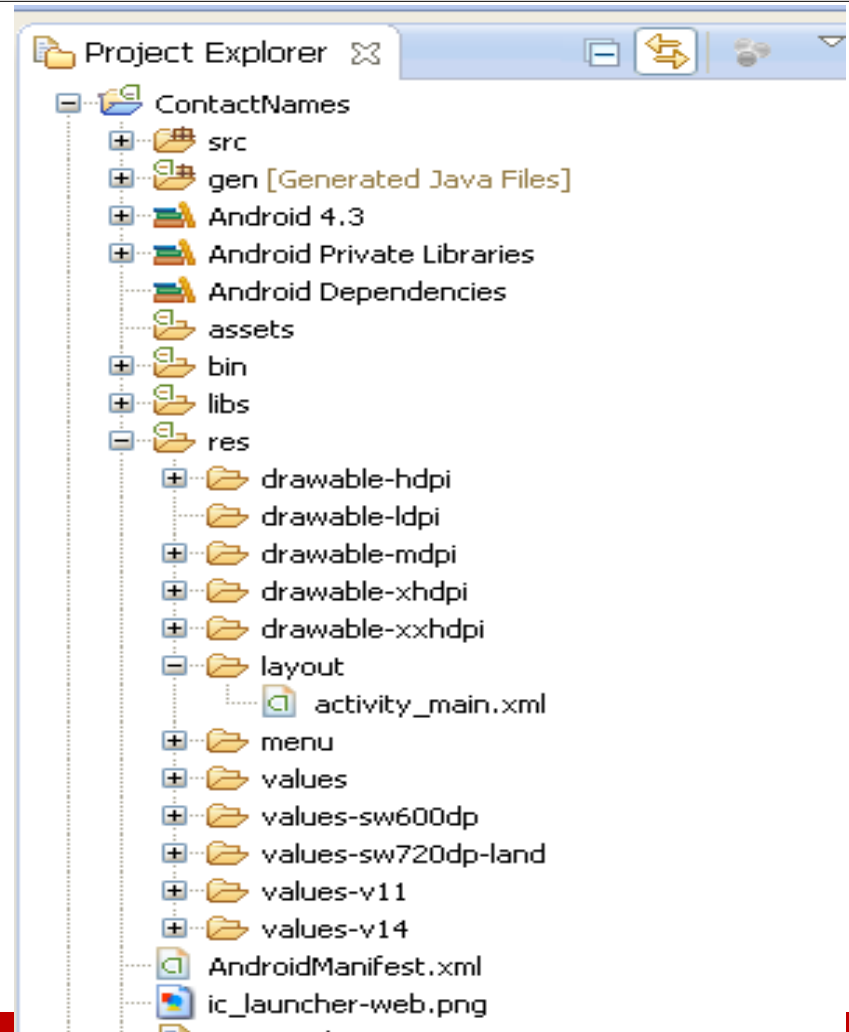 Project Explorer
ContactNames
src
gen [Generated Java Files]
Android 4.3
Android Private Libraries
Android Dependencies
assets
bin
libs
res
drawable-hdpi
drawable-ldpi
drawable-mdpi
drawable-xhdpi
drawable-xxhdpi
layout
activity_main.xml
menu
values
values-sw600dp
values-sw720dp-land
values-v11
values-v14
AndroidManifest.xml
ic_launcher-web.png